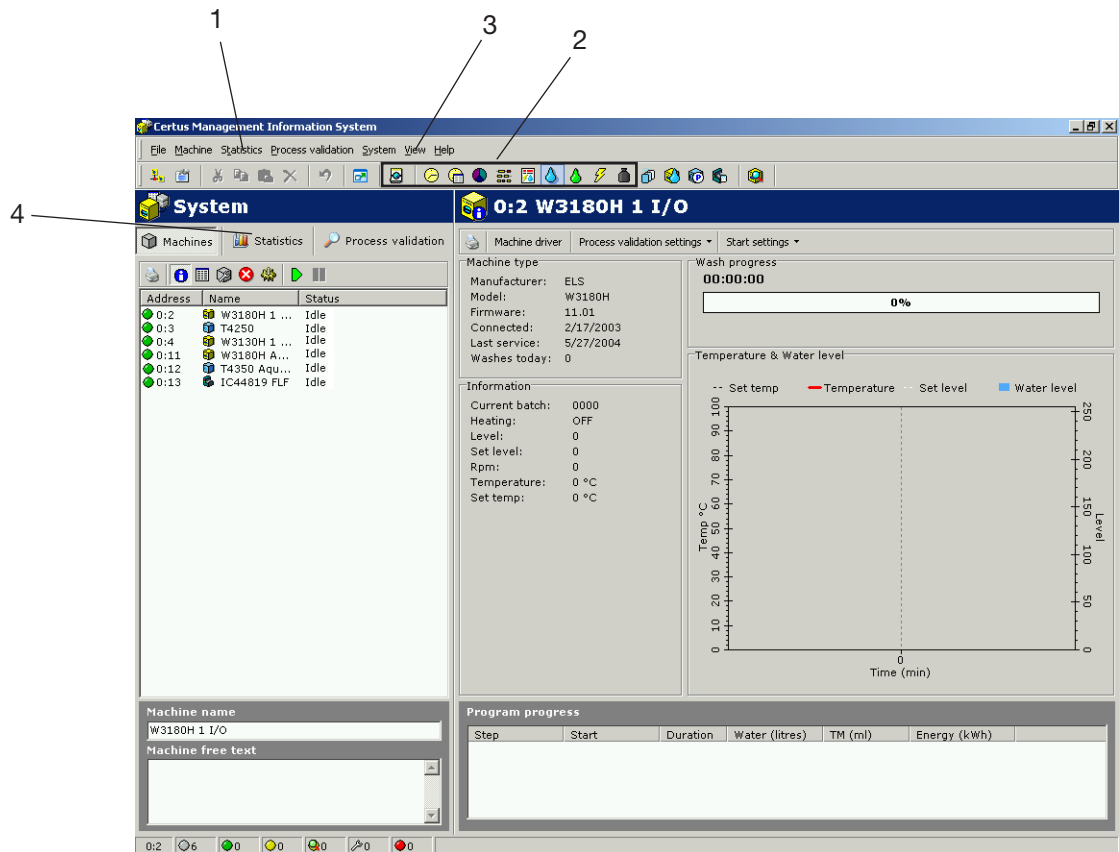 1
3
2
4
Certus Management Information System
File Machine Statistics Process validation System View Help
System
0:2 W3180H 1 I/O
Machines Statistics Process validation
Machine driver Process validation settings Start settings
Address Name Status
0:2 W3180H 1 ... Idle
0:3 T4250 Idle
0:4 W3130H 1 ... Idle
0:11 W3180H A... Idle
0:12 T4350 Aqu... Idle
0:13 IC44819 FLF Idle
Machine type
Manufacturer: ELS
Model: W3180H
Firmware: 11.01
Connected: 2/17/2003
Last service: 5/27/2004
Washes today: 0
Information
Current batch: 0000
Heating: OFF
Level: 0
Set level: 0
Rpm: 0
Temperature: 0 °C
Set temp: 0 °C
Wash progress
00:00:00
0%
Temperature & Water level
-- Set temp Temperature -- Set level Water level
100
90
80
70
60
50
40
30
20
10
0
Temp °C
250
200
150
100
50
0
Level
0
Time (min)
Machine name
W3180H 1 I/O
Machine free text
Program progress
Step Start Duration Water (litres) TM (ml) Energy (kWh)
0:2 6 0 0 0 0 0